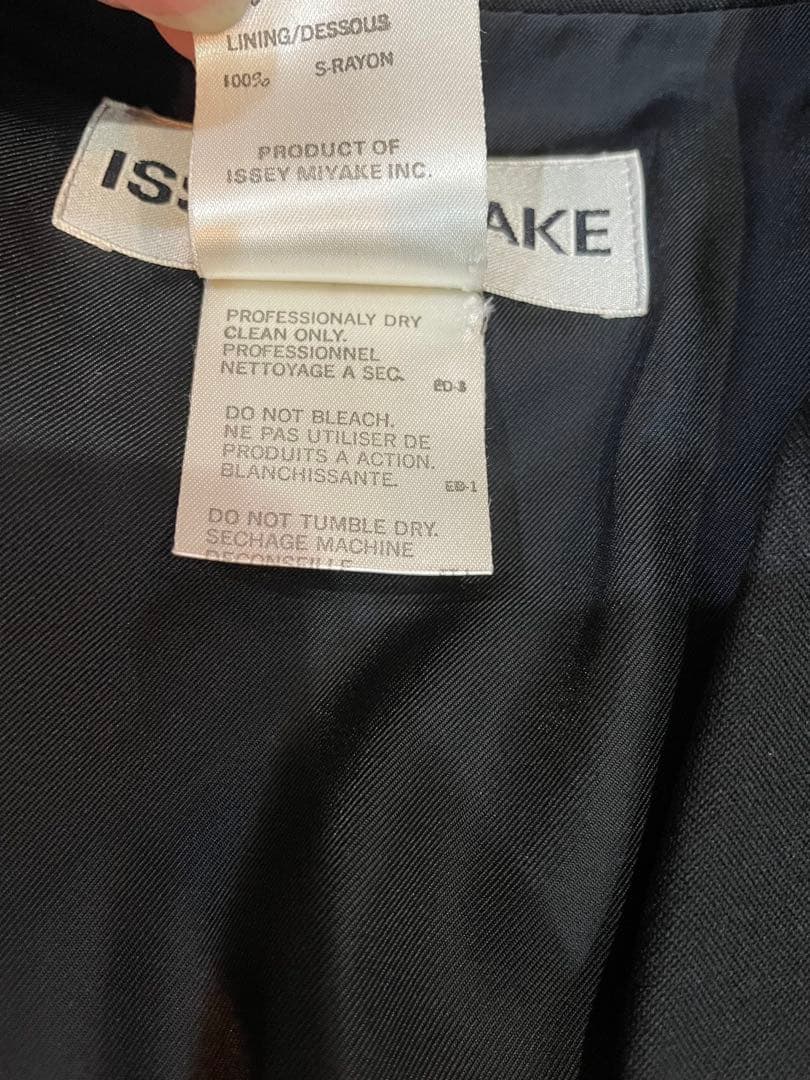 LINING/DESSOUS
100% S-RAYON
PRODUCT OF
ISSEY MIYAKE INC.
ISS AKE
PROFESSIONALY DRY
CLEAN ONLY.
PROFESSIONNEL
NETTOYAGE A SEC.
ED-3
DO NOT BLEACH.
NE PAS UTILISER DE
PRODUITS A ACTION.
BLANCHISSANTE.
EB-1
DO NOT TUMBLE DRY.
SECHAGE MACHINE
DECONSEILLE